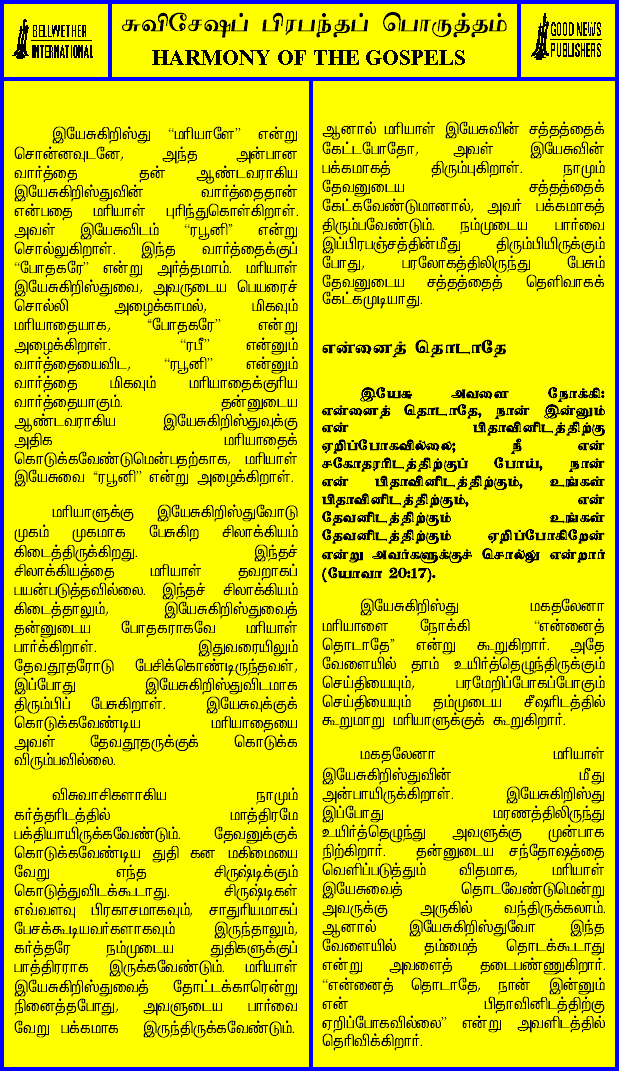 BELLWETHER
INTERNATIONAL
சுவிசேஷப் பிரபந்தப் பொருத்தம்
HARMONY OF THE GOSPELS
GOOD NEWS
PUBLISHERS
இயேசுகிறிஸ்து “மரியாளே” என்று
சொன்னவுடனே, அந்த அன்பான
வார்த்தை தன் ஆண்டவராகிய
இயேசுகிறிஸ்துவின் வார்த்தைதான்
என்பதை மரியாள் புரிந்துகொள்கிறாள்.
அவள் இயேசுவிடம் “ரபூனி” என்று
சொல்லுகிறாள். இந்த வார்த்தைக்குப்
“போதகரே” என்று அர்த்தமாம். மரியாள்
இயேசுகிறிஸ்துவை, அவருடைய பெயரைச்
சொல்லி அழைக்காமல், மிகவும்
மரியாதையாக, “போதகரே” என்று
அழைக்கிறாள். “ரபீ” என்னும்
வார்த்தையைவிட, “ரபூனி” என்னும்
வார்த்தை மிகவும் மரியாதைக்குரிய
வார்த்தையாகும். தன்னுடைய
ஆண்டவராகிய இயேசுகிறிஸ்துவுக்கு
அதிக மரியாதைக்
கொடுக்கவேண்டுமென்பதற்காக, மரியாள்
இயேசுவை “ரபூனி” என்று அழைக்கிறாள்.
மரியாளுக்கு இயேசுகிறிஸ்துவோடு
முகம் முகமாக பேசுகிற சிலாக்கியம்
கிடைத்திருக்கிறது. இந்தச்
சிலாக்கியத்தை மரியாள் தவறாகப்
பயன்படுத்தவில்லை. இந்தச் சிலாக்கியம்
கிடைத்தாலும், இயேசுகிறிஸ்துவைத்
தன்னுடைய போதகராகவே மரியாள்
பார்க்கிறாள். இதுவரையிலும்
தேவதூதரோடு பேசிக்கொண்டிருந்தவள்,
இப்போது இயேசுகிறிஸ்துவிடமாக
திரும்பிப் பேசுகிறாள். இயேசுவுக்குக்
கொடுக்கவேண்டிய மரியாதையை
அவள் தேவதூதருக்குக் கொடுக்க
விரும்பவில்லை.
விசுவாசிகளாகிய நாமும்
கர்த்தரிடத்தில் மாத்திரமே
பக்தியாயிருக்கவேண்டும். தேவனுக்குக்
கொடுக்கவேண்டிய துதி கன மகிமையை
வேறு எந்த சிருஷ்டிக்கும்
கொடுத்துவிடக்கூடாது. சிருஷ்டிகள்
எவ்வளவு பிரகாசமாகவும், சாதுரியமாகப்
பேசக்கூடியவர்களாகவும் இருந்தாலும்,
கர்த்தரே நம்முடைய துதிகளுக்குப்
பாத்திரராக இருக்கவேண்டும். மரியாள்
இயேசுகிறிஸ்துவைத் தோட்டக்காரென்று
நினைத்தபோது, அவளுடைய பார்வை
வேறு பக்கமாக இருந்திருக்கவேண்டும்.
ஆனால் மரியாள் இயேசுவின் சத்தத்தைக்
கேட்டபோதோ, அவள் இயேசுவின்
பக்கமாகத் திரும்புகிறாள். நாமும்
தேவனுடைய சத்தத்தைக்
கேட்கவேண்டுமானால், அவர் பக்கமாகத்
திரும்பவேண்டும். நம்முடைய பார்வை
இப்பிரபஞ்சத்தின்மீது திரும்பியிருக்கும்
போது, பரலோகத்திலிருந்து பேசும்
தேவனுடைய சத்தத்தைத் தெளிவாகக்
கேட்கமுடியாது.
என்னைத் தொடாதே
இயேசு அவளை நோக்கி:
என்னைத் தொடாதே, நான் இன்னும்
என் பிதாவினிடத்திற்கு
ஏறிப்போகவில்லை; நீ என்
சகோதரரிடத்திற்குப் போய், நான்
என் பிதாவினிடத்திற்கும், உங்கள்
பிதாவினிடத்திற்கும், என்
தேவனிடத்திற்கும் உங்கள்
தேவனிடத்திற்கும் ஏறிப்போகிறேன்
என்று அவர்களுக்குச் சொல்லு என்றார்
(யோவா 20:17).
இயேசுகிறிஸ்து மகதலேனா
மரியாளை நோக்கி “என்னைத்
தொடாதே” என்று கூறுகிறார். அதே
வேளையில் தாம் உயிர்த்தெழுந்திருக்கும்
செய்தியையும், பரமேறிப்போகப்போகும்
செய்தியையும் தம்முடைய சீஷரிடத்தில்
கூறுமாறு மரியாளுக்குக் கூறுகிறார்.
மகதலேனா மரியாள்
இயேசுகிறிஸ்துவின் மீது
அன்பாயிருக்கிறாள். இயேசுகிறிஸ்து
இப்போது மரணத்திலிருந்து
உயிர்த்தெழுந்து அவளுக்கு முன்பாக
நிற்கிறார். தன்னுடைய சந்தோஷத்தை
வெளிப்படுத்தும் விதமாக, மரியாள்
இயேசுவைத் தொடவேண்டுமென்று
அவருக்கு அருகில் வந்திருக்கலாம்.
ஆனால் இயேசுகிறிஸ்துவோ இந்த
வேளையில் தம்மைத் தொடக்கூடாது
என்று அவளைத் தடைபண்ணுகிறார்.
“என்னைத் தொடாதே, நான் இன்னும்
என் பிதாவினிடத்திற்கு
ஏறிப்போகவில்லை” என்று அவளிடத்தில்
தெரிவிக்கிறார்.